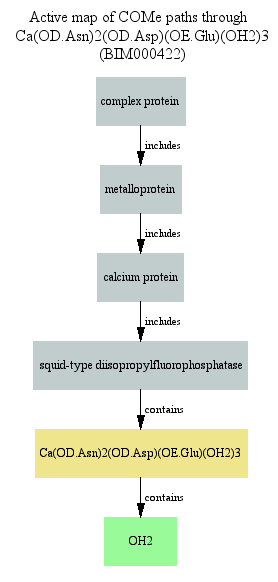 Active map of COMe paths through
Ca(OD.Asn)2(OD.Asp)(OE.Glu)(OH2)3
(BIM000422)
complex protein
includes
metalloprotein
includes
calcium protein
includes
squid-type diisopropylfluorophosphatase
contains
Ca(OD.Asn)2(OD.Asp)(OE.Glu)(OH2)3
contains
OH2